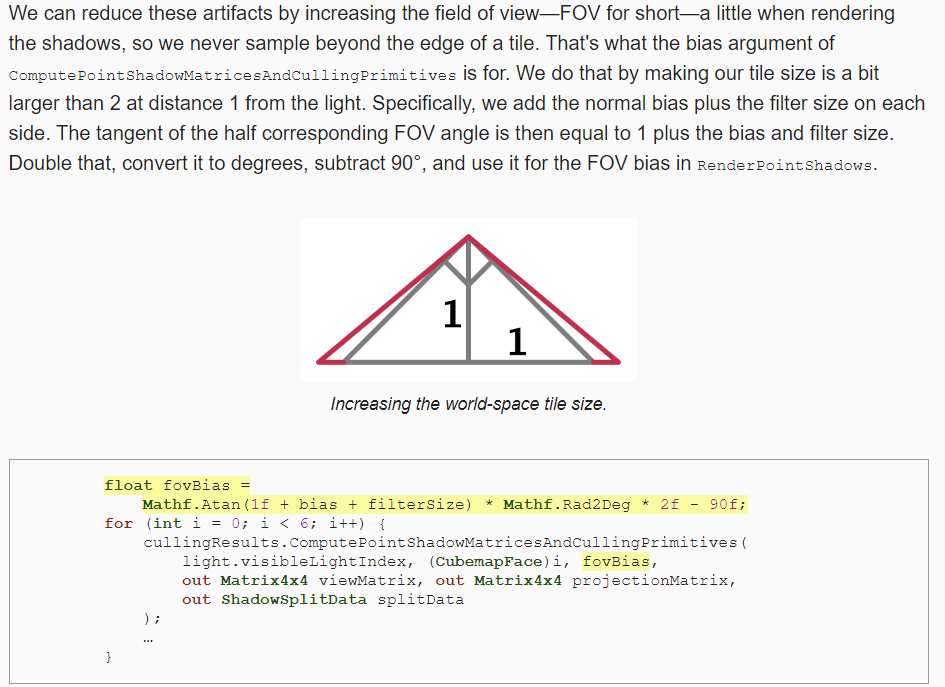 We can reduce these artifacts by increasing the field of view—FOV for short—a little when rendering
the shadows, so we never sample beyond the edge of a tile. That's what the bias argument of
ComputePointShadowMatricesAndCullingPrimitives is for. We do that by making our tile size is a bit
larger than 2 at distance 1 from the light. Specifically, we add the normal bias plus the filter size on each
side. The tangent of the half corresponding FOV angle is then equal to 1 plus the bias and filter size.
Double that, convert it to degrees, subtract 90°, and use it for the FOV bias in RenderPointShadows.
1
1
Increasing the world-space tile size.
float fovBias =
Mathf.Atan(1f + bias + filterSize) * Mathf.Rad2Deg * 2f - 90f;
for (int i = 0; i < 6; i++) {
cullingResults.ComputePointShadowMatricesAndCullingPrimitives(
light.visibleLightIndex, (CubemapFace)i, fovBias,
out Matrix4x4 viewMatrix, out Matrix4x4 projectionMatrix,
out ShadowSplitData splitData
);
…
}